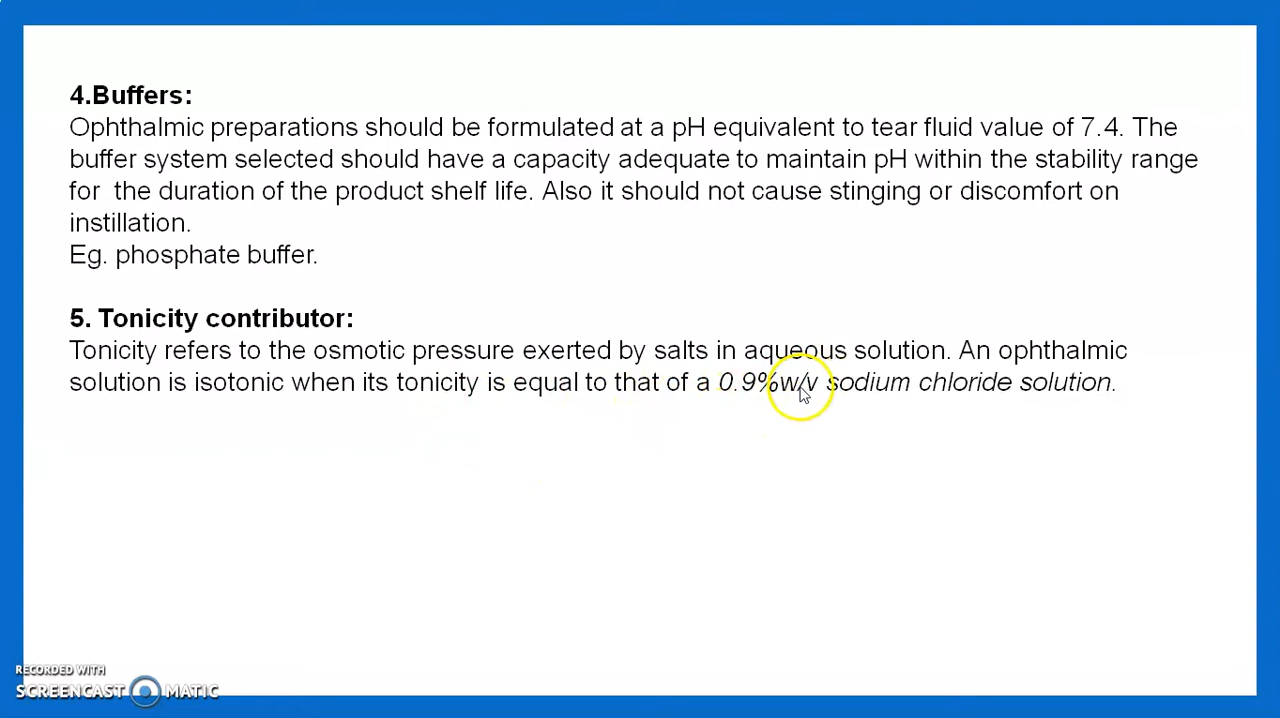 4.Buffers:
Ophthalmic preparations should be formulated at a pH equivalent to tear fluid value of 7.4. The
buffer system selected should have a capacity adequate to maintain pH within the stability range
for  the duration of the product shelf life. Also it should not cause stinging or discomfort on
instillation.
Eg. phosphate buffer.
5. Tonicity contributor:
Tonicity refers to the osmotic pressure exerted by salts in aqueous solution. An ophthalmic
solution is isotonic when its tonicity is equal to that of a 0.9%w/v sodium chloride solution.
RECORDED WITH
SCREENCAST MATIC